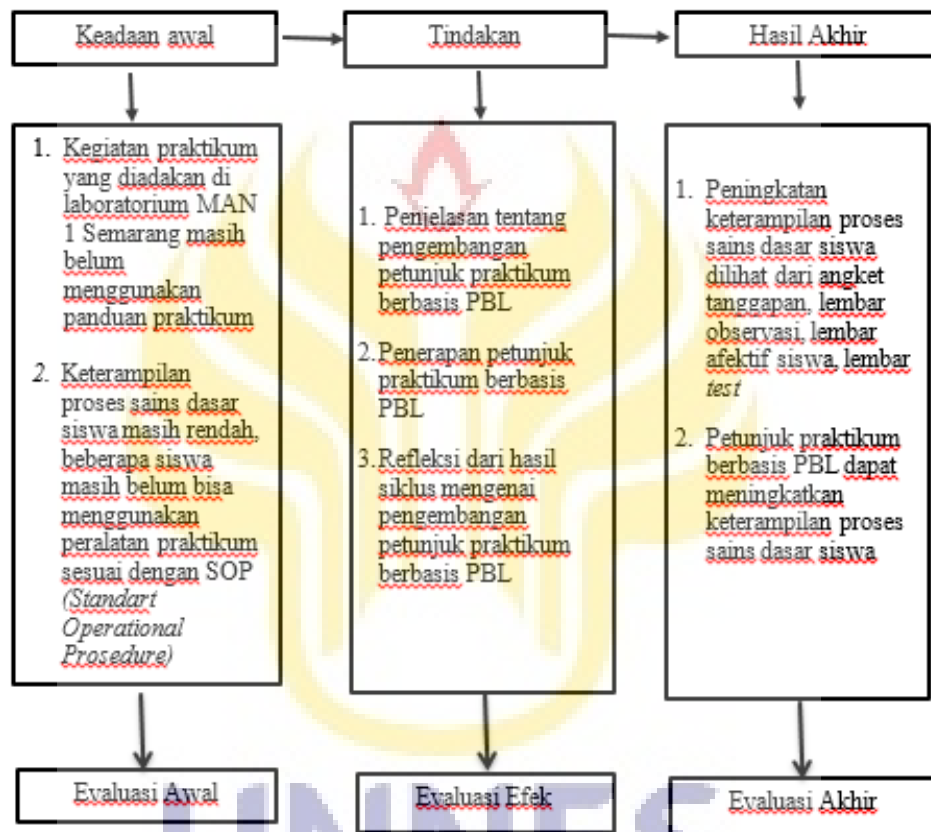 Keadaan awal
Tindakan
Hasil Akhir
1. Kegiatan praktikum
yang diadakan di
laboratorium MAN
1 Semarang masih
belum
menggunakan
panduan praktikum
2. Keterampilan
proses sains dasar
siswa masih rendah,
beberapa siswa
masih belum bisa
menggunakan
peralatan praktikum
sesuai dengan SOP
(Standart
Operational
Prosedure)
1. Penjelasan tentang
pengembangan
petunjuk praktikum
berbasis PBL
2. Penerapan petunjuk
praktikum berbasis
PBL
3. Refleksi dari hasil
siklus mengenai
pengembangan
petunjuk praktikum
berbasis PBL
1. Peningkatan
keterampilan proses
sains dasar siswa
dilihat dari angket
tanggapan, lembar
observasi, lembar
afektif siswa, lembar
test
2. Petunjuk praktikum
berbasis PBL dapat
meningkatkan
keterampilan proses
sains dasar siswa
Evaluasi Awal
Evaluasi Efek
Evaluasi Akhir
UNNES